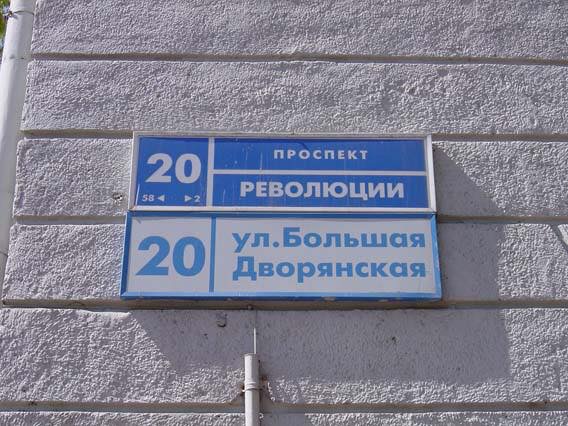 20
58 ◄ ► 2
ПРОСПЕКТ
РЕВОЛЮЦИИ
20
ул.Большая
Дворянская